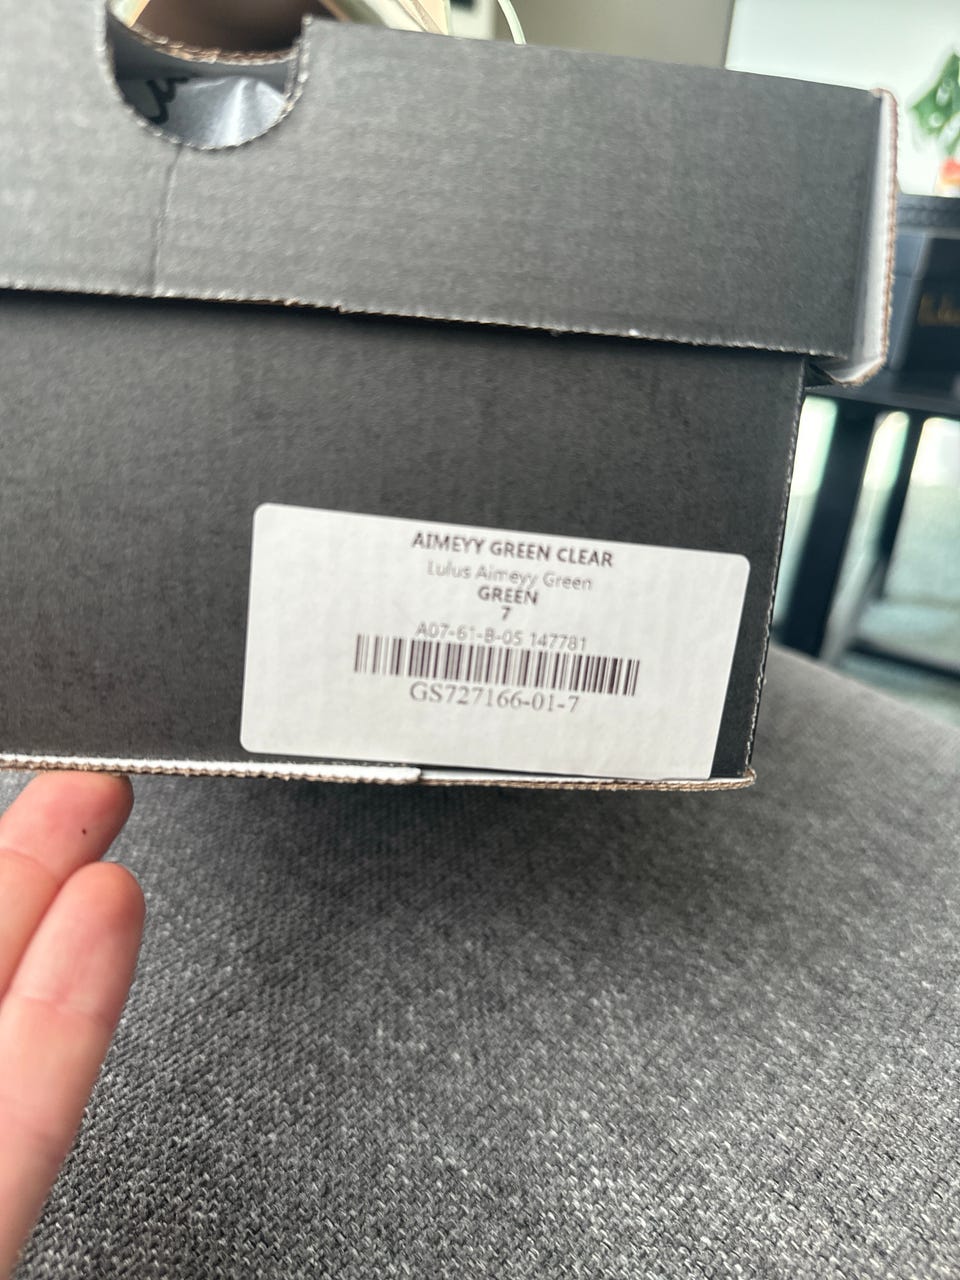 AIMEYY GREEN CLEAR
Lulus Aimeyy Green
GREEN
7
A07-61-B-05 147781
GS727166-01-7